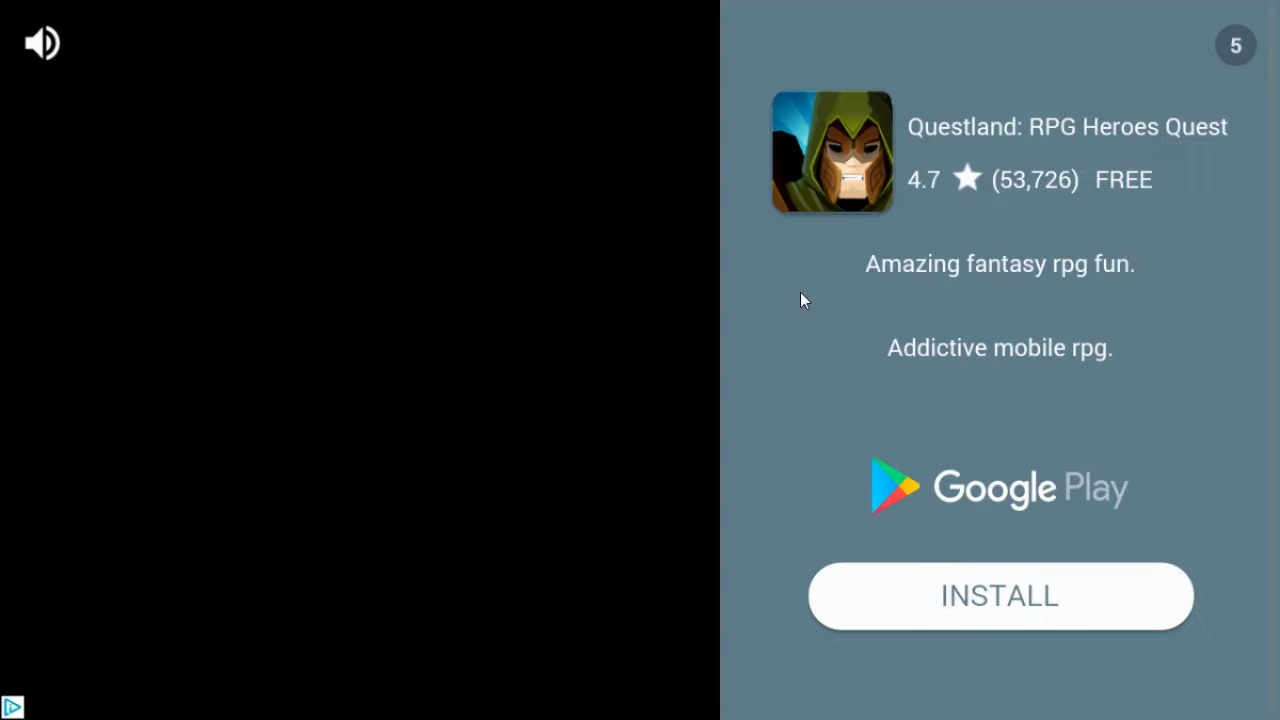 5
Questland: RPG Heroes Quest
4.7 ★ (53,726) FREE
Amazing fantasy rpg fun.
Addictive mobile rpg.
Google Play
INSTALL